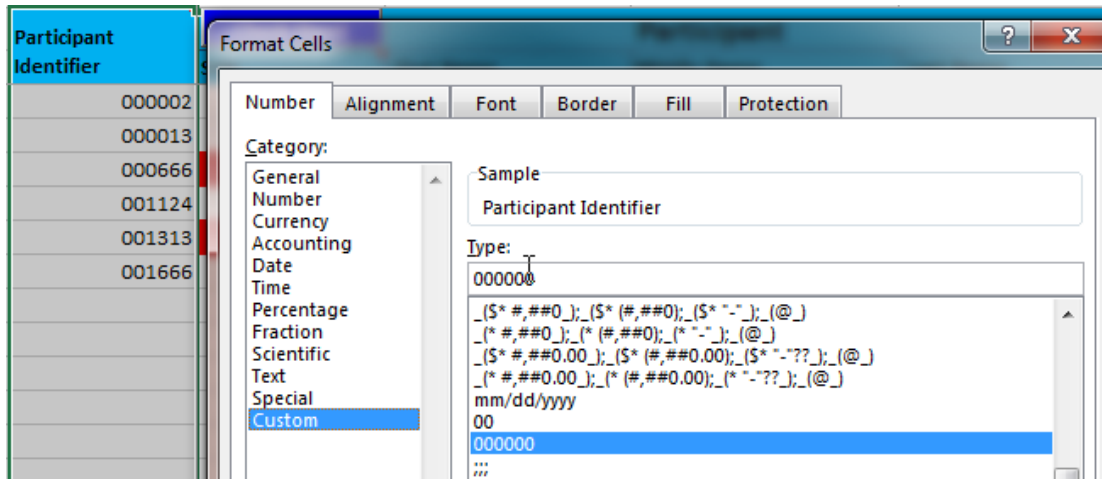 Participant
Identifier
000002
000013
000666
001124
001313
001666
Format Cells
?
X
Number Alignment Font Border Fill Protection
Category:
General
Number
Currency
Accounting
Date
Time
Percentage
Fraction
Scientific
Text
Special
Custom
Sample
Participant Identifier
Type:
000000
_($* #,##0_);_($* (#,##0);_($* "-"_);_(@_)
_(* #,##0_);_(* (#,##0);_(* "-"_);_(@_)
_($* #,##0.00_);_($* (#,##0.00);_($* "-"??_);_(@_)
_(* #,##0.00_);_(* (#,##0.00);_(* "-"??_);_(@_)
mm/dd/yyyy
00
000000
;;;